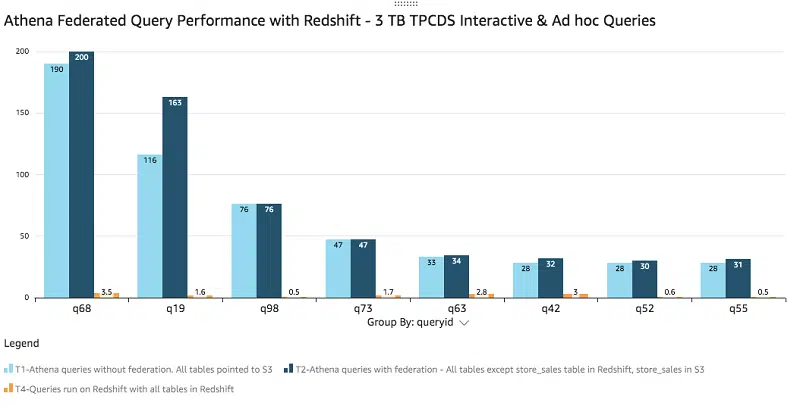 Athena Federated Query Performance with Redshift - 3 TB TPCDS Interactive & Ad hoc Queries
200
150
100
50
0
190 200 3.5
116 163 1.6
76 76 0.5
47 47 1.7
33 34 2.8
28 32 3
28 30 0.6
28 31 0.5
q68 q19 q98 q73 q63 q42 q52 q55
Group By: queryid
Legend
T1-Athena queries without federation. All tables pointed to S3 T2-Athena queries with federation - All tables except store_sales table in Redshift, store_sales in S3
T4-Queries run on Redshift with all tables in Redshift